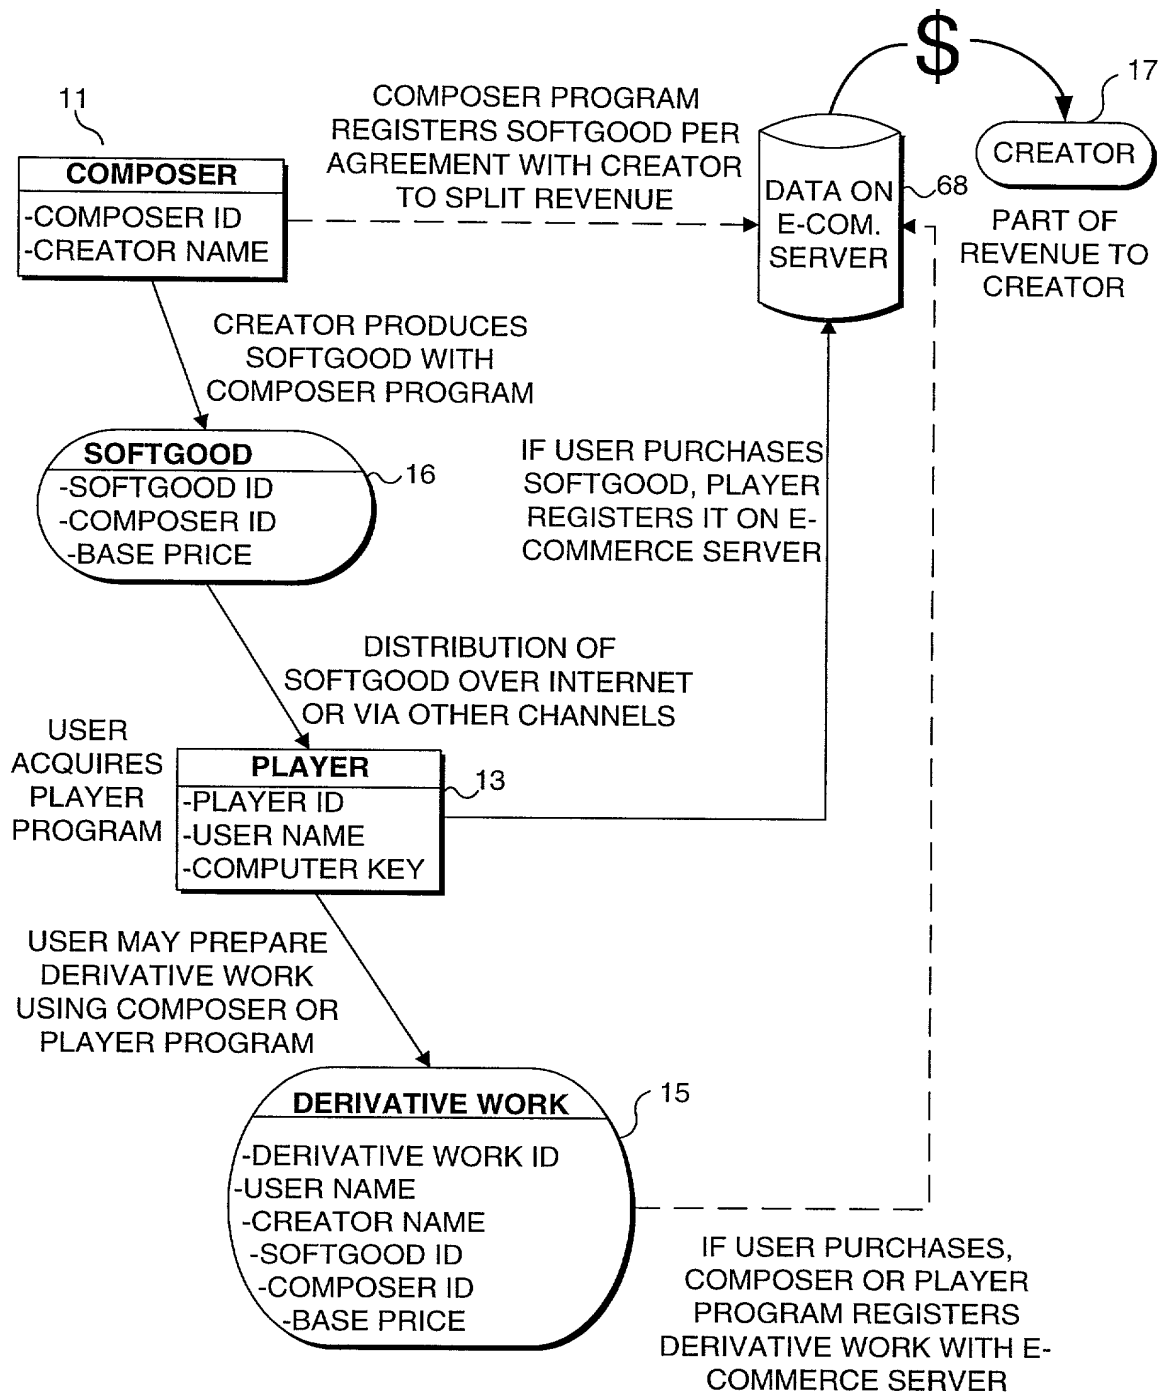 $
17
CREATOR
PART OF
REVENUE TO
CREATOR
11
COMPOSER
-COMPOSER ID
-CREATOR NAME
COMPOSER PROGRAM
REGISTERS SOFTGOOD PER
AGREEMENT WITH CREATOR
TO SPLIT REVENUE
DATA ON
E-COM.
SERVER
68
CREATOR PRODUCES
SOFTGOOD WITH
COMPOSER PROGRAM
SOFTGOOD
-SOFTGOOD ID
-COMPOSER ID
-BASE PRICE
16
IF USER PURCHASES
SOFTGOOD, PLAYER
REGISTERS IT ON E-
COMMERCE SERVER
DISTRIBUTION OF
SOFTGOOD OVER INTERNET
OR VIA OTHER CHANNELS
USER
ACQUIRES
PLAYER
PROGRAM
PLAYER
-PLAYER ID
-USER NAME
-COMPUTER KEY
13
USER MAY PREPARE
DERIVATIVE WORK
USING COMPOSER OR
PLAYER PROGRAM
DERIVATIVE WORK
-DERIVATIVE WORK ID
-USER NAME
-CREATOR NAME
-SOFTGOOD ID
-COMPOSER ID
-BASE PRICE
15
IF USER PURCHASES,
COMPOSER OR PLAYER
PROGRAM REGISTERS
DERIVATIVE WORK WITH E-
COMMERCE SERVER